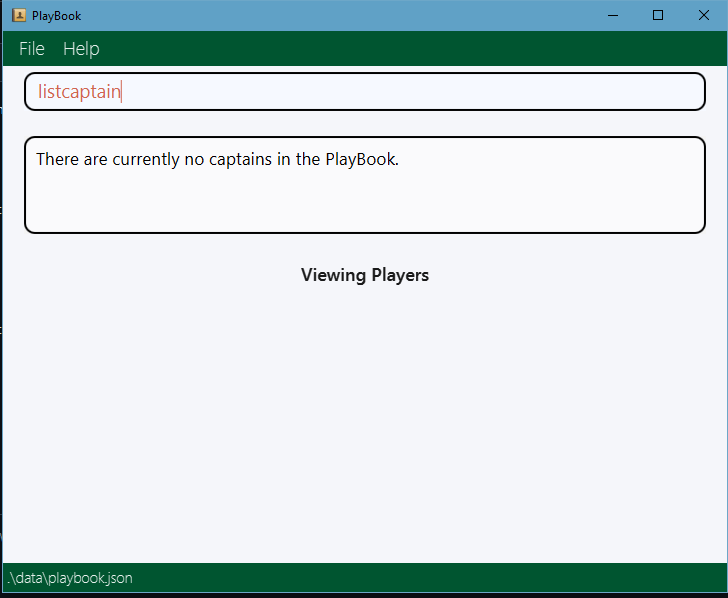 PlayBook
File Help
listcaptain
There are currently no captains in the PlayBook.
Viewing Players
.\data\playbook.json